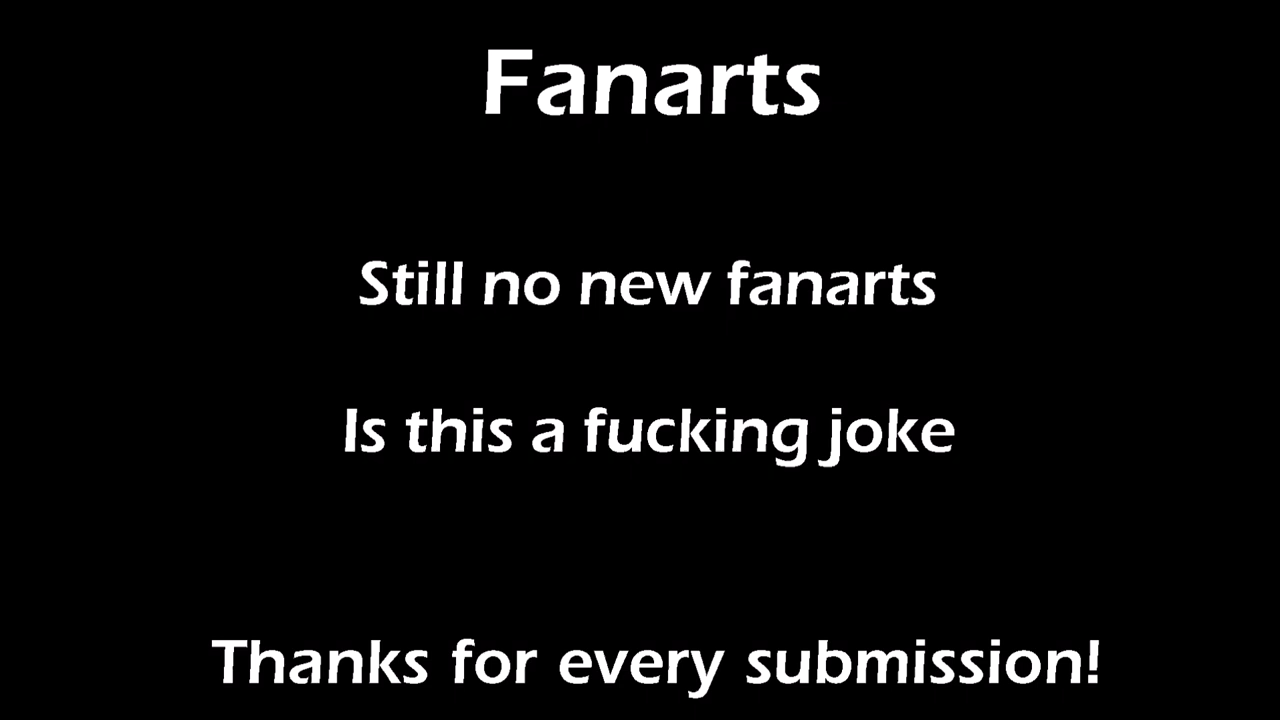 Fanarts
Still no new fanarts
Is this a fucking joke
Thanks for every submission!